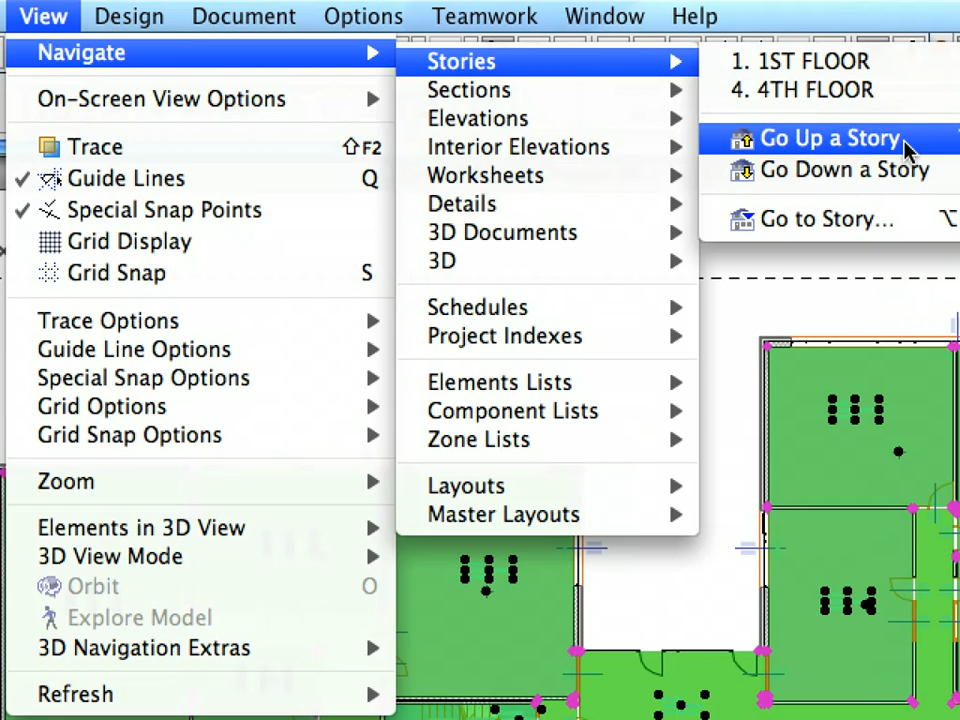 View Design Document Options Teamwork Window Help
Navigate
On-Screen View Options
Trace ⇧F2
✓ Guide Lines Q
✓ Special Snap Points
Grid Display
Grid Snap S
Trace Options
Guide Line Options
Special Snap Options
Grid Options
Grid Snap Options
Zoom
Elements in 3D View
3D View Mode
Orbit O
Explore Model
3D Navigation Extras
Refresh
Stories
Sections
Elevations
Interior Elevations
Worksheets
Details
3D Documents
3D
Schedules
Project Indexes
Elements Lists
Component Lists
Zone Lists
Layouts
Master Layouts
1. 1ST FLOOR
4. 4TH FLOOR
Go Up a Story
Go Down a Story
Go to Story... ⌥